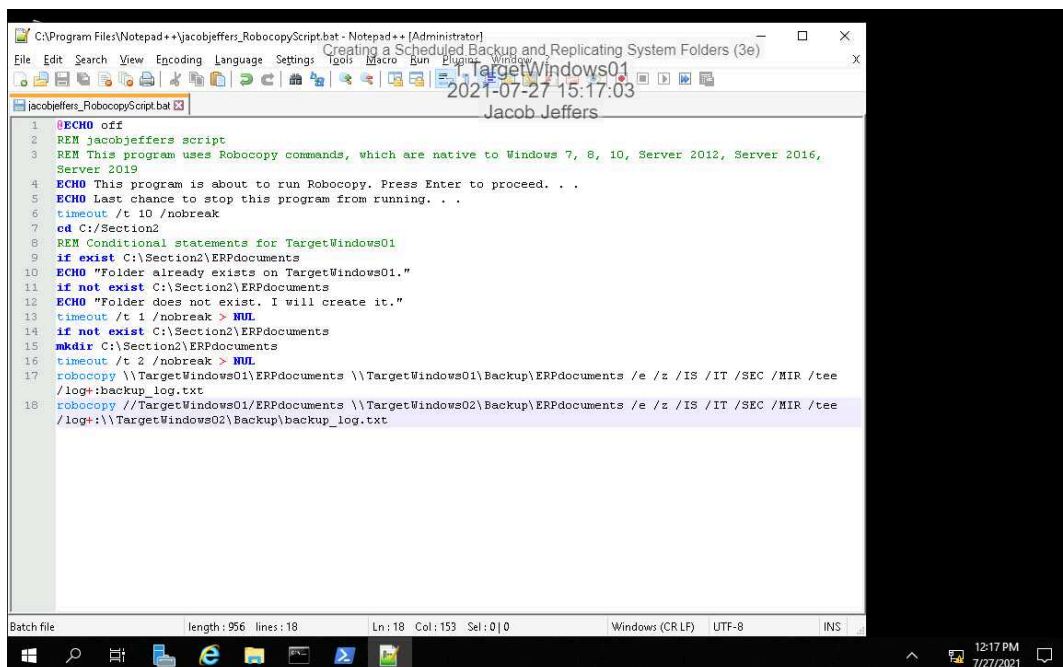 C:\Program Files\Notepad++\jacobjeffers_RobocopyScript.bat - Notepad++ [Administrator]
Creating a Scheduled Backup and Replicating System Folders (3e)
File Edit Search View Encoding Language Settings Tools Macro Run Plugins Window ? X
1. TargetWindows01
2021-07-27 15:17:03
Jacob Jeffers
jacobjeffers_RobocopyScript.bat
1 @ECHO off
2 REM jacobjeffers script
3 REM This program uses Robocopy commands, which are native to Windows 7, 8, 10, Server 2012, Server 2016,
Server 2019
4 ECHO This program is about to run Robocopy. Press Enter to proceed. . .
5 ECHO Last chance to stop this program from running. . .
6 timeout /t 10 /nobreak
7 cd C:/Section2
8 REM Conditional statements for TargetWindows01
9 if exist C:\Section2\ERPdocuments
10 ECHO "Folder already exists on TargetWindows01."
11 if not exist C:\Section2\ERPdocuments
12 ECHO "Folder does not exist. I will create it."
13 timeout /t 1 /nobreak > NUL
14 if not exist C:\Section2\ERPdocuments
15 mkdir C:\Section2\ERPdocuments
16 timeout /t 2 /nobreak > NUL
17 robocopy \\TargetWindows01\ERPdocuments \\TargetWindows01\Backup\ERPdocuments /e /z /IS /IT /SEC /MIR /tee
/log+:backup_log.txt
18 robocopy //TargetWindows01/ERPdocuments \\TargetWindows02\Backup\ERPdocuments /e /z /IS /IT /SEC /MIR /tee
/log+:\\TargetWindows02\Backup\backup_log.txt
Batch file length : 956 lines : 18 Ln : 18 Col : 153 Sel : 0 | 0 Windows (CR LF) UTF-8 INS
12:17 PM
7/27/2021